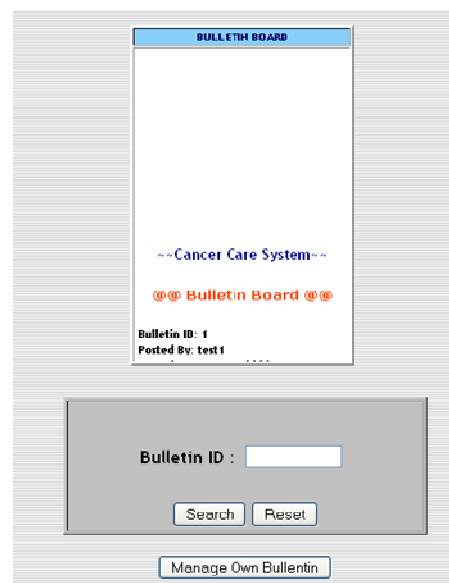 BULLETIN BOARD
~~Cancer Care System~~
@@ Bulletin Board @@
Bulletin ID: 1
Posted By: test1
Bulletin ID :
Search Reset
Manage Own Bullentin